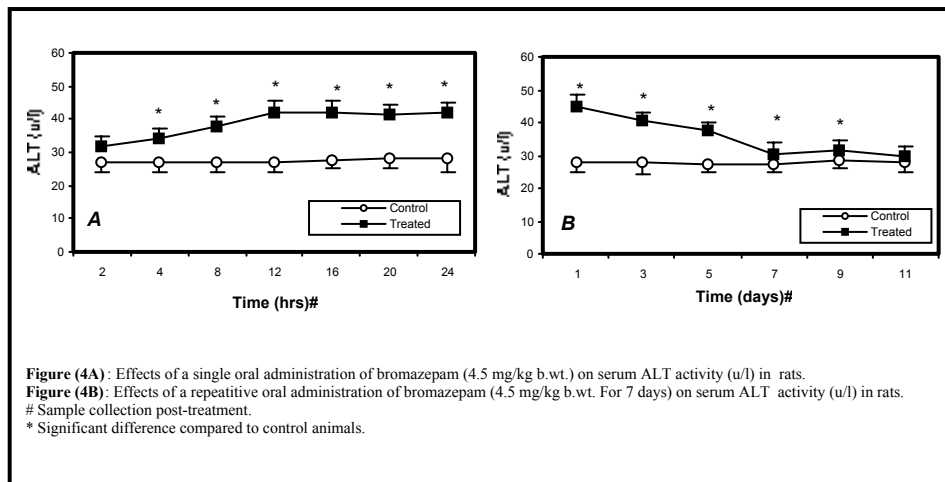 60
50
40
30
20
10
0
ALT (u/l)
* * * * * *
A
Control
Treated
2 4 8 12 16 20 24
Time (hrs)#
60
50
40
30
20
10
0
ALT (u/l)
* * * * *
B
Control
Treated
1 3 5 7 9 11
Time (days)#
Figure (4A): Effects of a single oral administration of bromazepam (4.5 mg/kg b.wt.) on serum ALT activity (u/l) in rats.
Figure (4B): Effects of a repetitive oral administration of bromazepam (4.5 mg/kg b.wt. For 7 days) on serum ALT activity (u/l) in rats.
# Sample collection post-treatment.
* Significant difference compared to control animals.